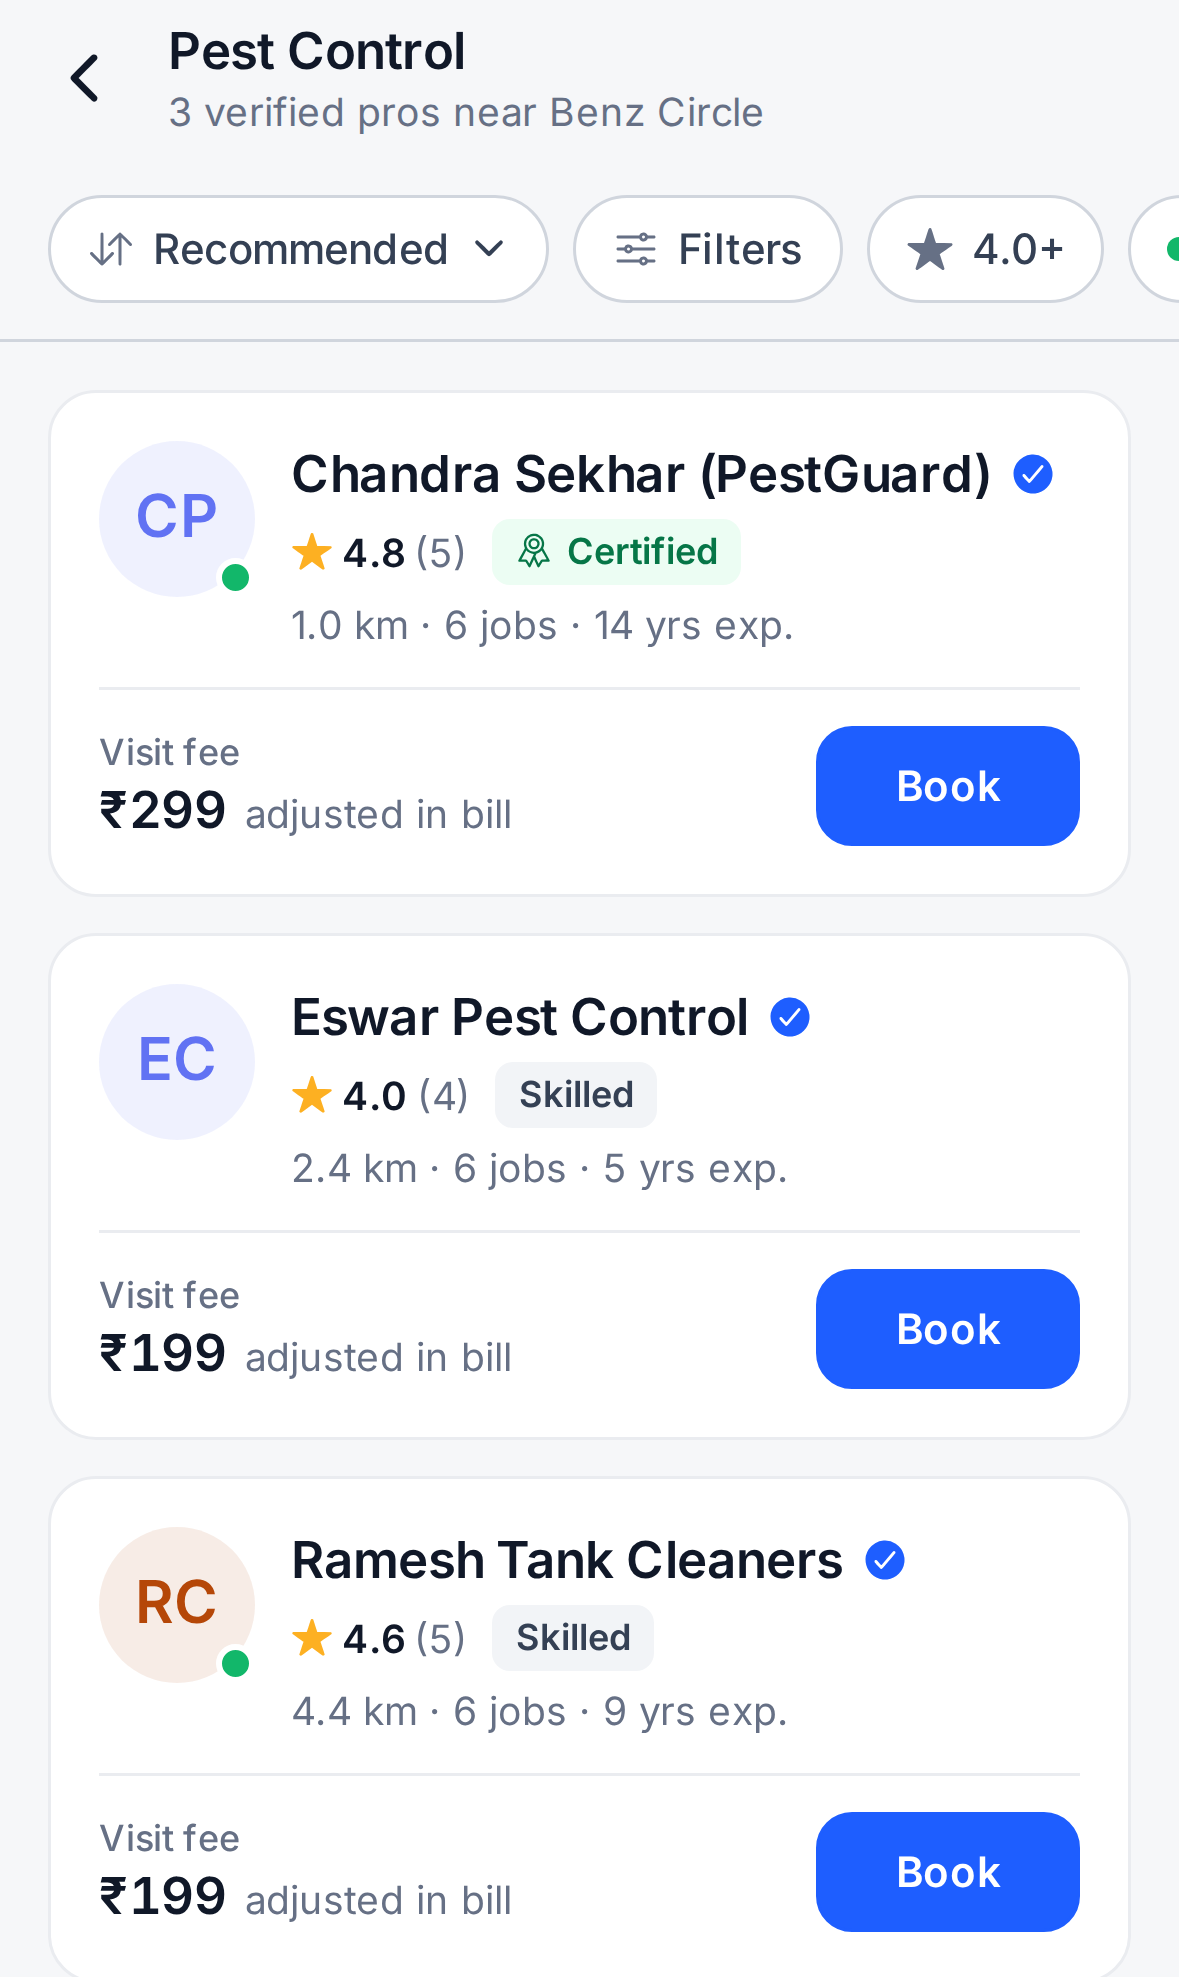 Pest Control
3 verified pros near Benz Circle
Recommended
Filters
4.0+
CP
Chandra Sekhar (PestGuard)
4.8 (5)
Certified
1.0 km · 6 jobs · 14 yrs exp.
Visit fee
₹299 adjusted in bill
Book
EC
Eswar Pest Control
4.0 (4)
Skilled
2.4 km · 6 jobs · 5 yrs exp.
Visit fee
₹199 adjusted in bill
Book
RC
Ramesh Tank Cleaners
4.6 (5)
Skilled
4.4 km · 6 jobs · 9 yrs exp.
Visit fee
₹199 adjusted in bill
Book